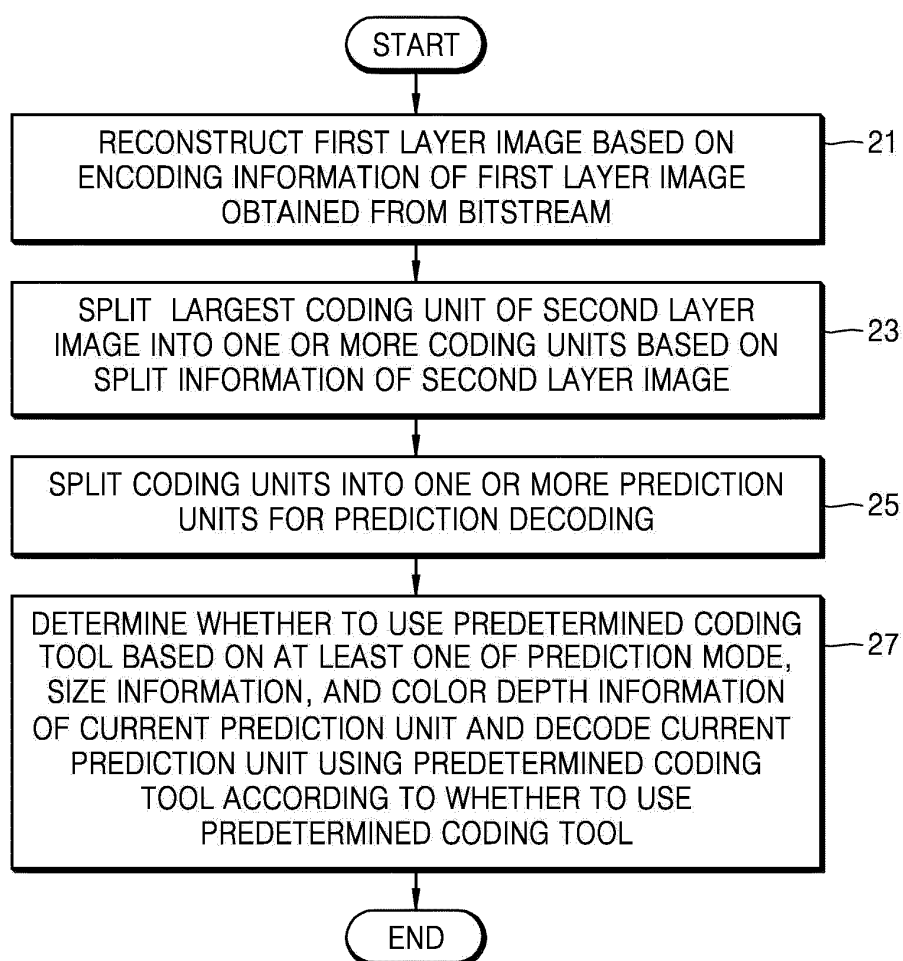 START
RECONSTRUCT FIRST LAYER IMAGE BASED ON
ENCODING INFORMATION OF FIRST LAYER IMAGE
OBTAINED FROM BITSTREAM
21
SPLIT LARGEST CODING UNIT OF SECOND LAYER
IMAGE INTO ONE OR MORE CODING UNITS BASED ON
SPLIT INFORMATION OF SECOND LAYER IMAGE
23
SPLIT CODING UNITS INTO ONE OR MORE PREDICTION
UNITS FOR PREDICTION DECODING
25
DETERMINE WHETHER TO USE PREDETERMINED CODING
TOOL BASED ON AT LEAST ONE OF PREDICTION MODE,
SIZE INFORMATION, AND COLOR DEPTH INFORMATION
OF CURRENT PREDICTION UNIT AND DECODE CURRENT
PREDICTION UNIT USING PREDETERMINED CODING
TOOL ACCORDING TO WHETHER TO USE
PREDETERMINED CODING TOOL
27
END